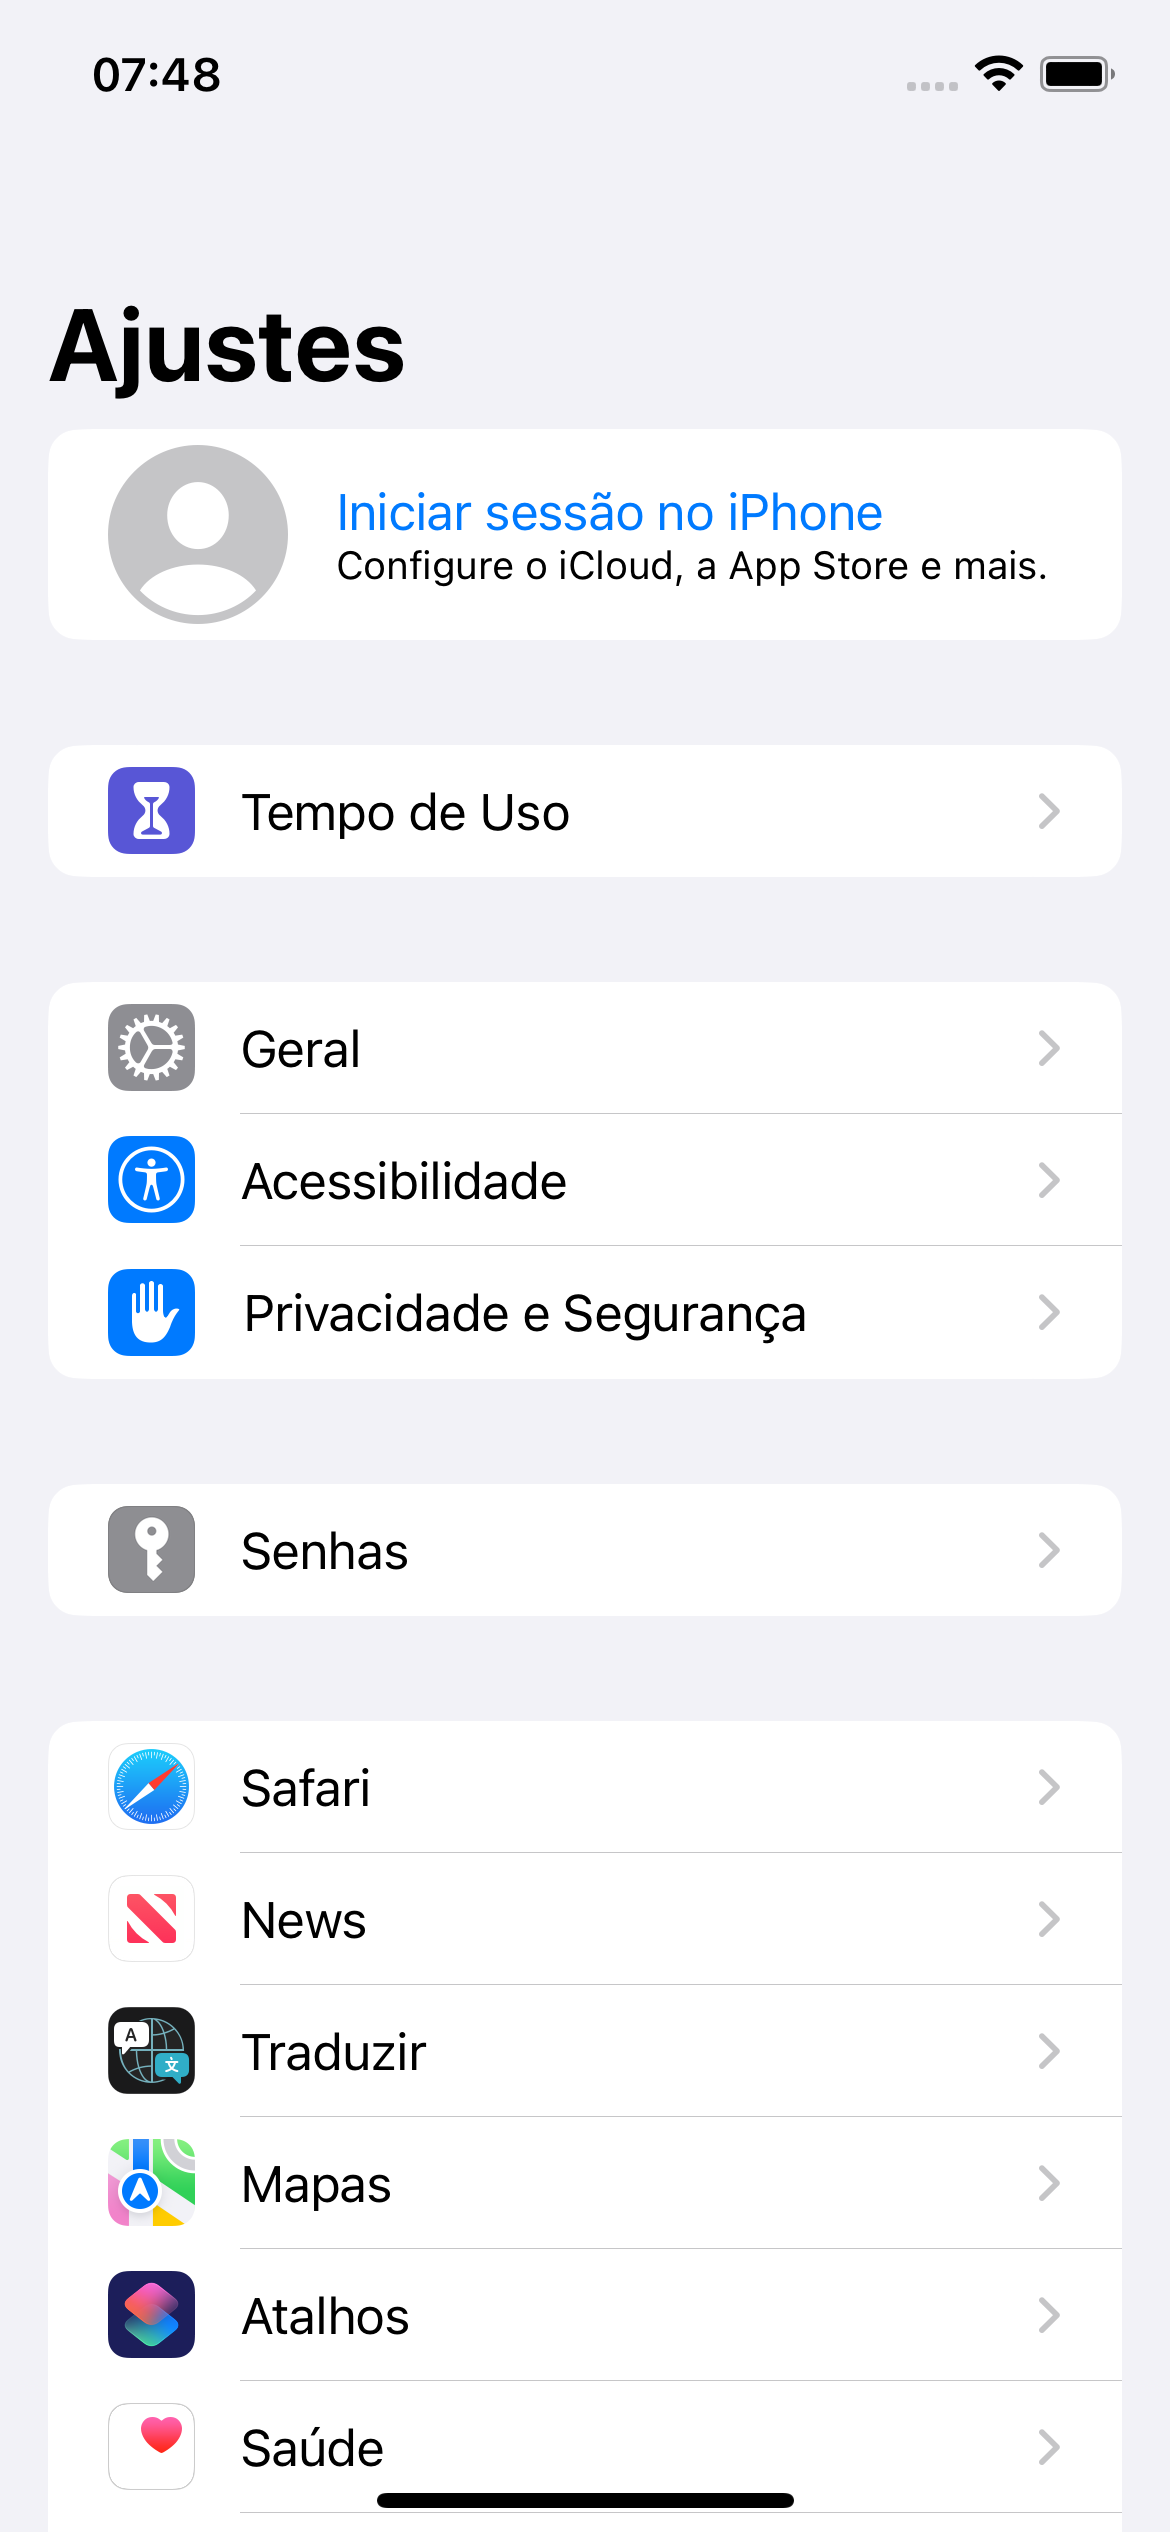 07:48
Ajustes
Iniciar sessão no iPhone
Configure o iCloud, a App Store e mais.
Tempo de Uso
Geral
Acessibilidade
Privacidade e Segurança
Senhas
Safari
News
A
文
Traduzir
Mapas
Atalhos
Saúde